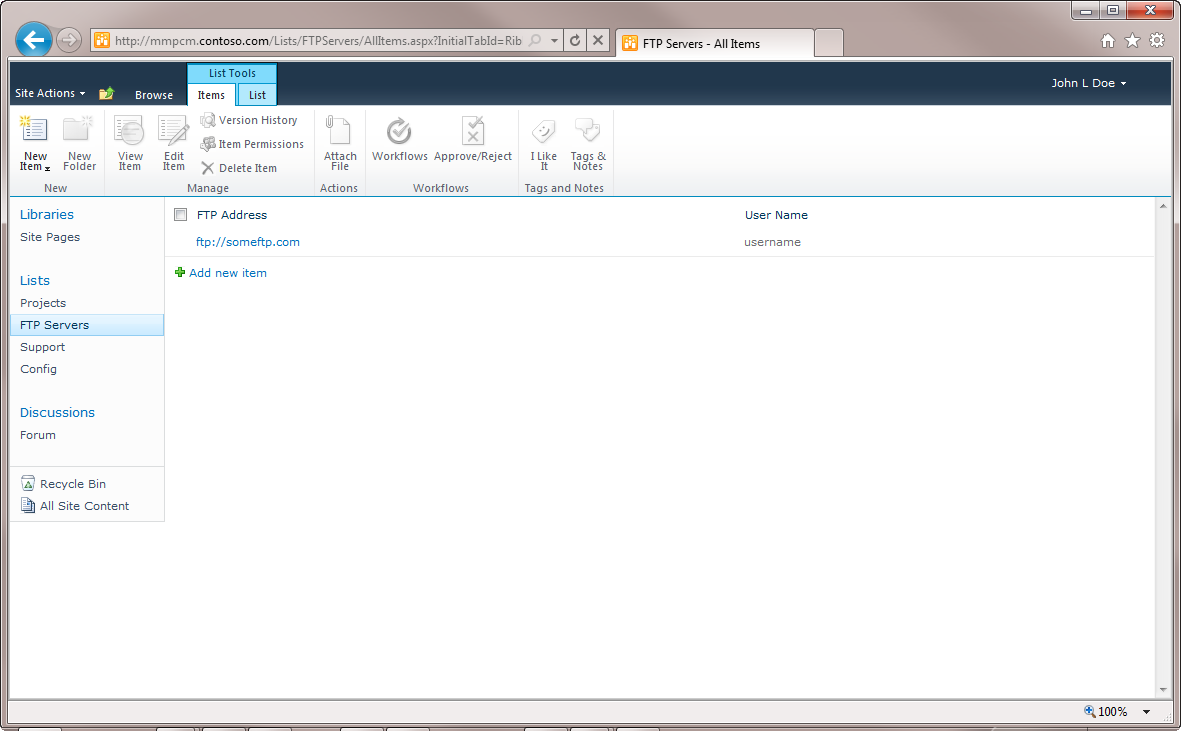 http://mmpcm.contoso.com/Lists/FTPServers/AllItems.aspx?InitialTabId=Rib
FTP Servers - All Items
Site Actions
Browse
List Tools
Items
List
John L Doe
New Item
New Folder
New
View Item
Edit Item
Version History
Item Permissions
Delete Item
Manage
Attach File
Actions
Workflows
Approve/Reject
Workflows
I Like It
Tags & Notes
Tags and Notes
Libraries
Site Pages
Lists
Projects
FTP Servers
Support
Config
Discussions
Forum
Recycle Bin
All Site Content
FTP Address
User Name
ftp://someftp.com
username
Add new item
100%